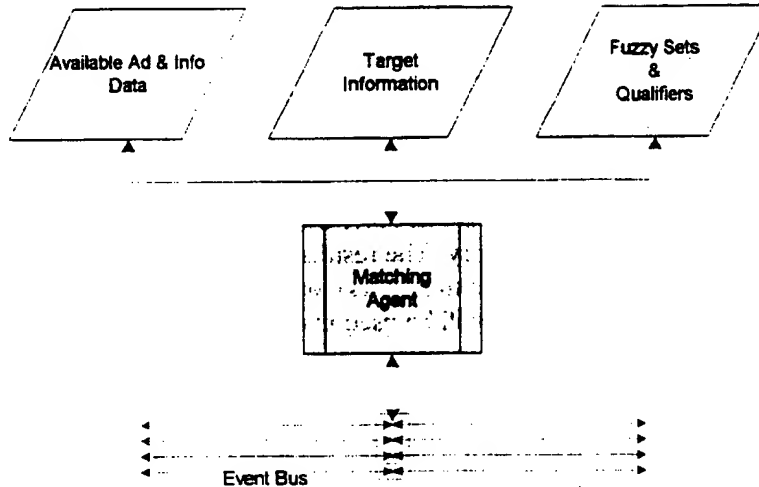 Available Ad & Info
Data
Target
Information
Fuzzy Sets
&
Qualifiers
Matching
Agent
Event Bus